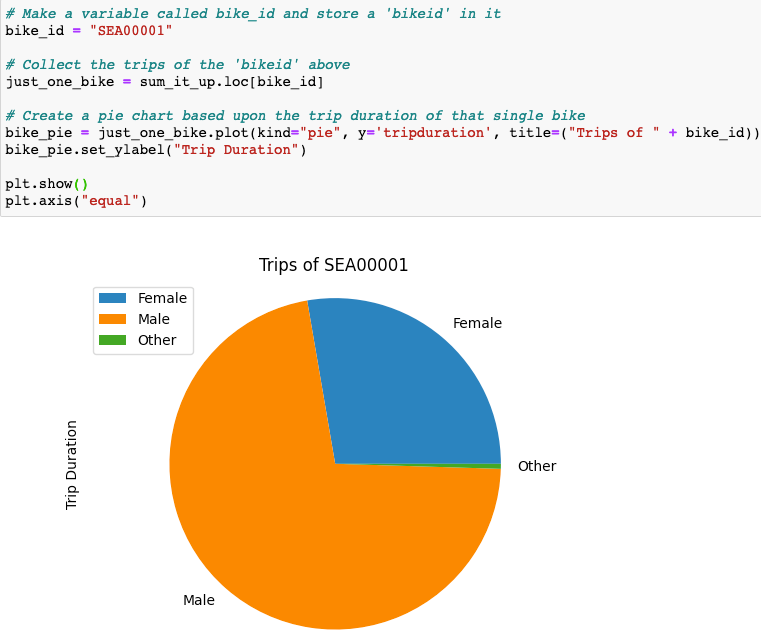 # Make a variable called bike_id and store a 'bikeid' in it
bike_id = "SEA00001"
# Collect the trips of the 'bikeid' above
just_one_bike = sum_it_up.loc[bike_id]
# Create a pie chart based upon the trip duration of that single bike
bike_pie = just_one_bike.plot(kind="pie", y='tripduration', title=("Trips of " + bike_id))
bike_pie.set_ylabel("Trip Duration")
plt.show()
plt.axis("equal")
Trips of SEA00001
Female
Male
Other
Female
Other
Trip Duration
Male